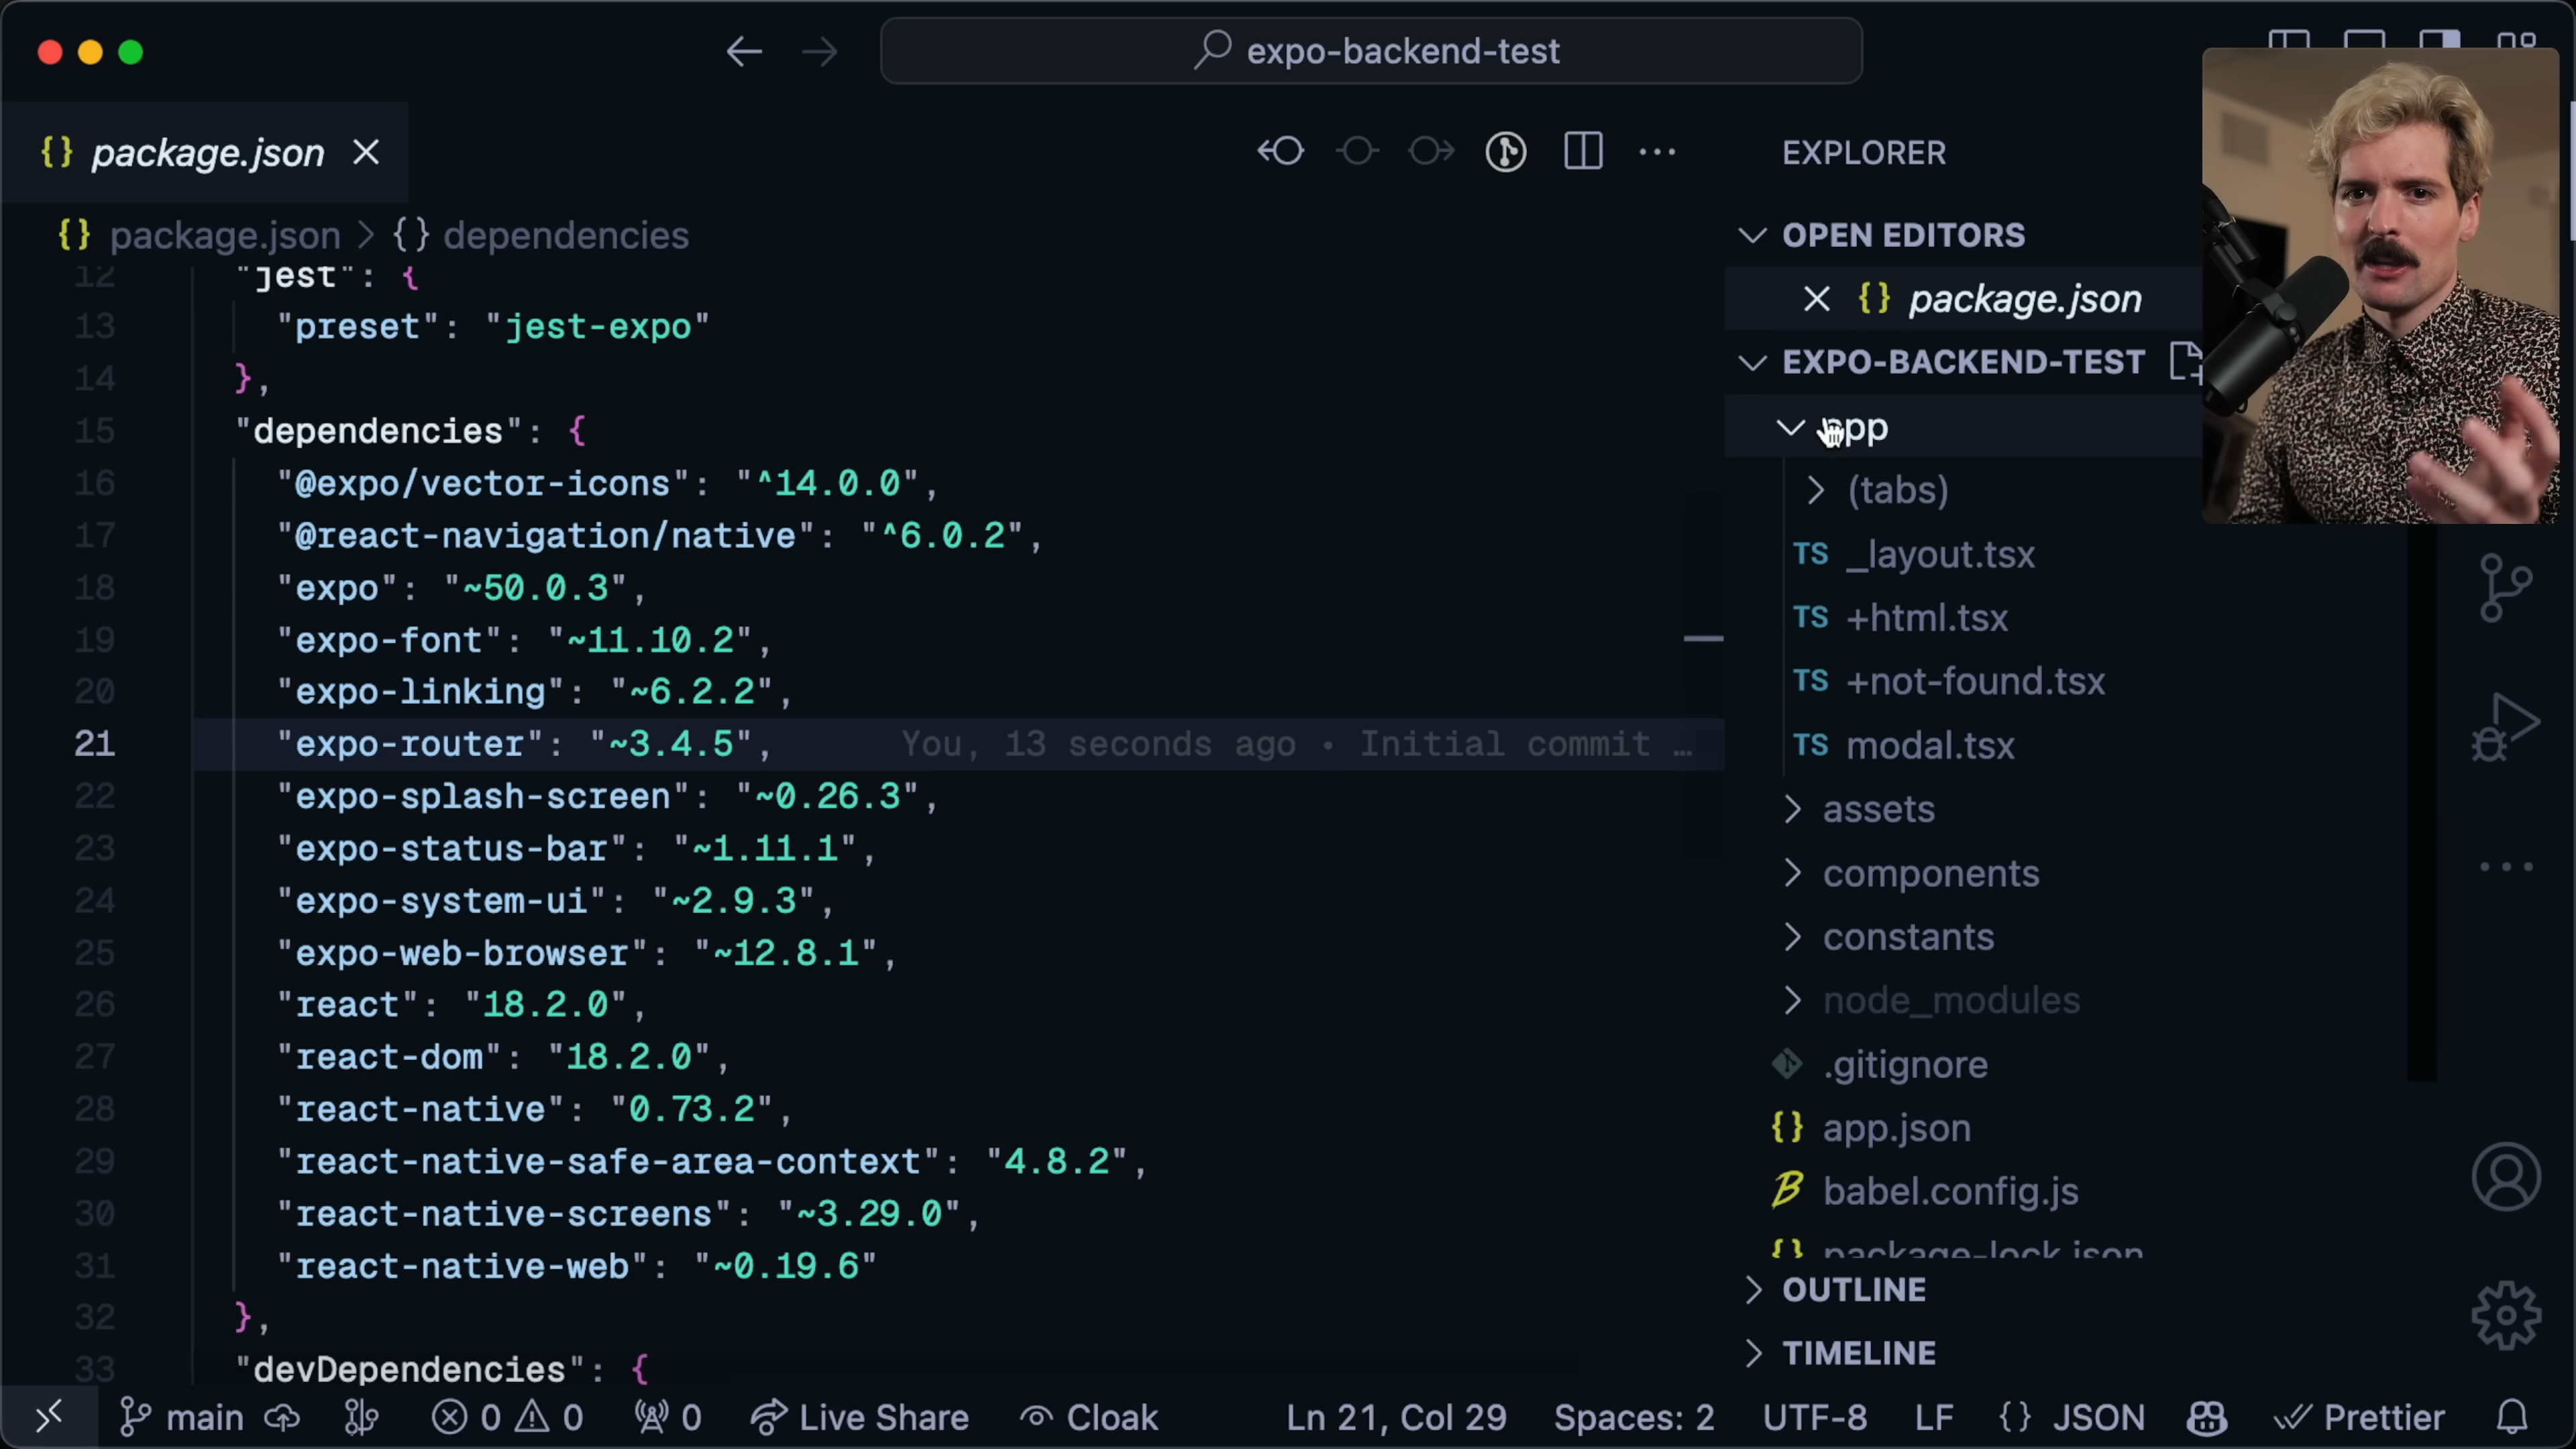 expo-backend-test
{} package.json
{} package.json > {} dependencies
12 "jest": {
13 "preset": "jest-expo"
14 },
15 "dependencies": {
16 "@expo/vector-icons": "^14.0.0",
17 "@react-navigation/native": "^6.0.2",
18 "expo": "~50.0.3",
19 "expo-font": "~11.10.2",
20 "expo-linking": "~6.2.2",
21 "expo-router": "~3.4.5", You, 13 seconds ago • Initial commit …
22 "expo-splash-screen": "~0.26.3",
23 "expo-status-bar": "~1.11.1",
24 "expo-system-ui": "~2.9.3",
25 "expo-web-browser": "~12.8.1",
26 "react": "18.2.0",
27 "react-dom": "18.2.0",
28 "react-native": "0.73.2",
29 "react-native-safe-area-context": "4.8.2",
30 "react-native-screens": "~3.29.0",
31 "react-native-web": "~0.19.6"
32 },
33 "devDependencies": {
EXPLORER
OPEN EDITORS
{} package.json
EXPO-BACKEND-TEST
app
(tabs)
TS _layout.tsx
TS +html.tsx
TS +not-found.tsx
TS modal.tsx
assets
components
constants
node_modules
.gitignore
{} app.json
B babel.config.js
{} package-lock.json
OUTLINE
TIMELINE
main 0 0 0 Live Share Cloak Ln 21, Col 29 Spaces: 2 UTF-8 LF {} JSON Prettier